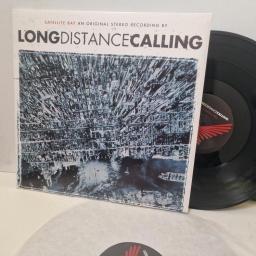 SATELLITE BAY AN ORIGINAL STEREO RECORDING BY
LONGDISTANCECALLING